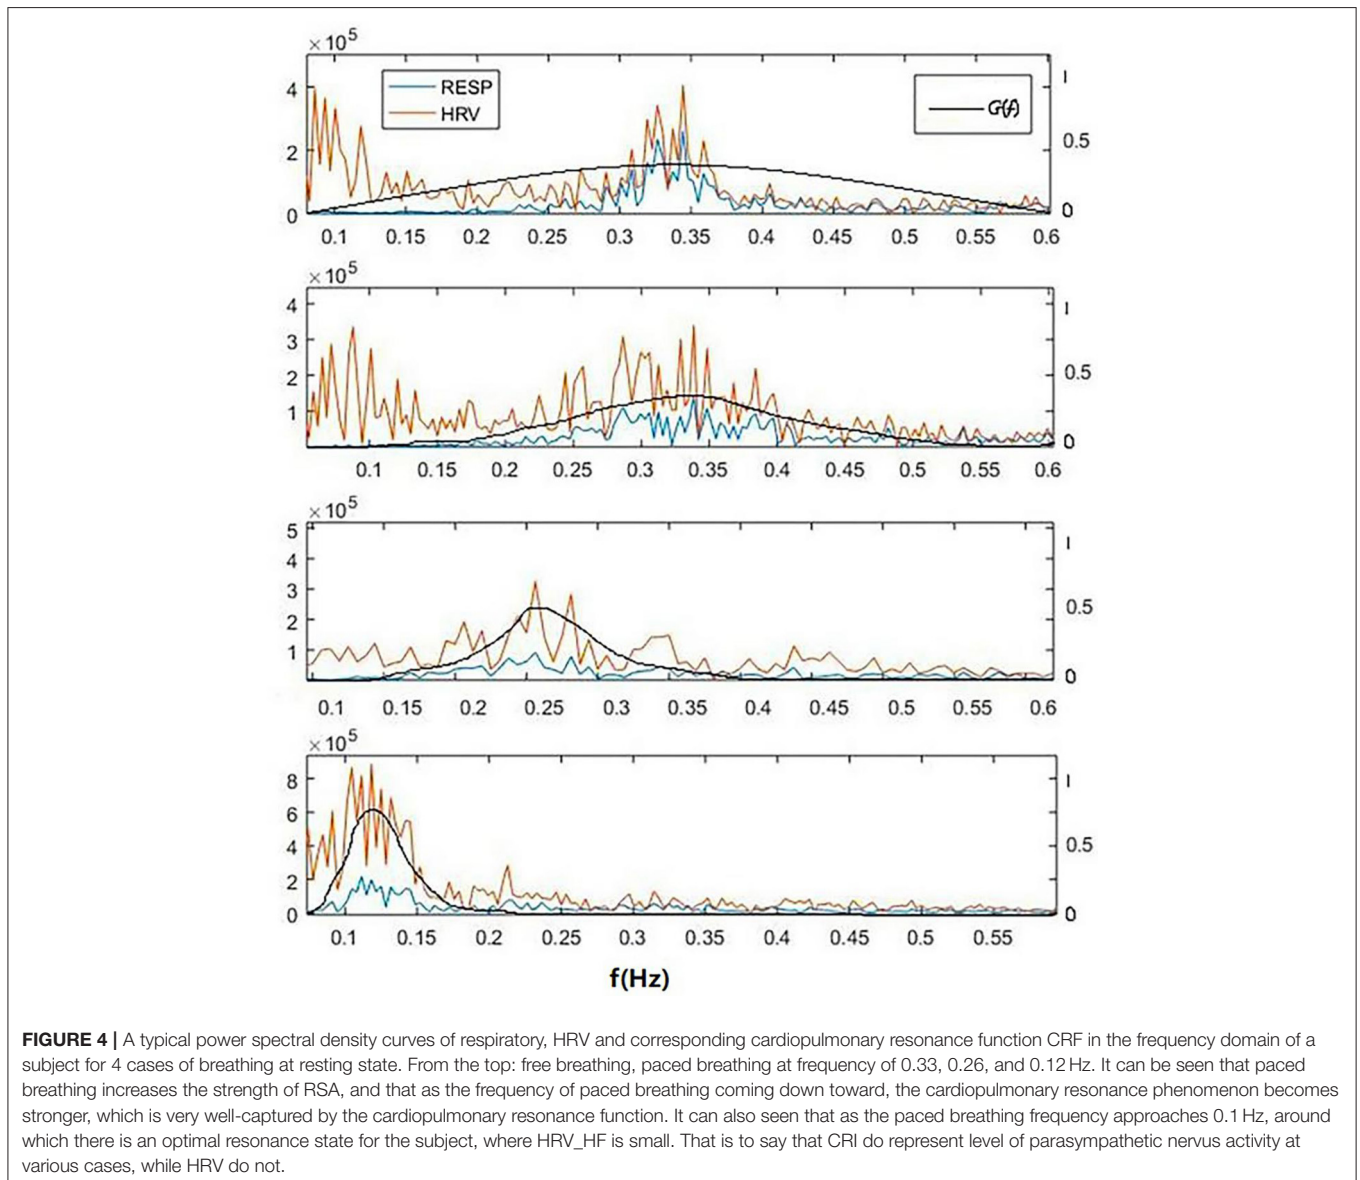 ×10⁵
4
2
0
RESP
HRV
G(f)
1
0.5
0
0.1 0.15 0.2 0.25 0.3 0.35 0.4 0.45 0.5 0.55 0.6
×10⁵
4
3
2
1
1
0.5
0
0.1 0.15 0.2 0.25 0.3 0.35 0.4 0.45 0.5 0.55 0.6
×10⁵
5
4
3
2
1
1
0.5
0
0.1 0.15 0.2 0.25 0.3 0.35 0.4 0.45 0.5 0.55 0.6
×10⁵
8
6
4
2
0
1
0.5
0
0.1 0.15 0.2 0.25 0.3 0.35 0.4 0.45 0.5 0.55
f(Hz)
FIGURE 4 | A typical power spectral density curves of respiratory, HRV and corresponding cardiopulmonary resonance function CRF in the frequency domain of a
subject for 4 cases of breathing at resting state. From the top: free breathing, paced breathing at frequency of 0.33, 0.26, and 0.12 Hz. It can be seen that paced
breathing increases the strength of RSA, and that as the frequency of paced breathing coming down toward, the cardiopulmonary resonance phenomenon becomes
stronger, which is very well-captured by the cardiopulmonary resonance function. It can also seen that as the paced breathing frequency approaches 0.1 Hz, around
which there is an optimal resonance state for the subject, where HRV_HF is small. That is to say that CRI do represent level of parasympathetic nervus activity at
various cases, while HRV do not.